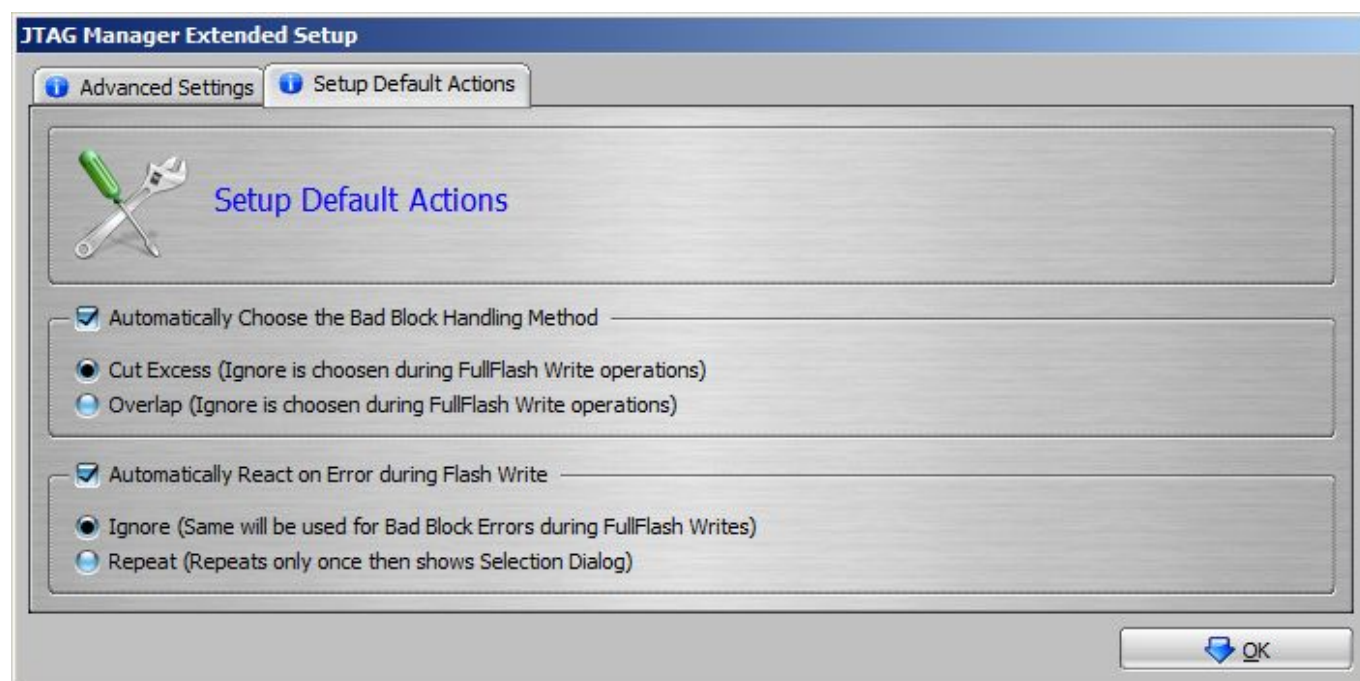 JTAG Manager Extended Setup
Advanced Settings
Setup Default Actions
Setup Default Actions
Automatically Choose the Bad Block Handling Method
Cut Excess (Ignore is choosen during FullFlash Write operations)
Overlap (Ignore is choosen during FullFlash Write operations)
Automatically React on Error during Flash Write
Ignore (Same will be used for Bad Block Errors during FullFlash Writes)
Repeat (Repeats only once then shows Selection Dialog)
OK